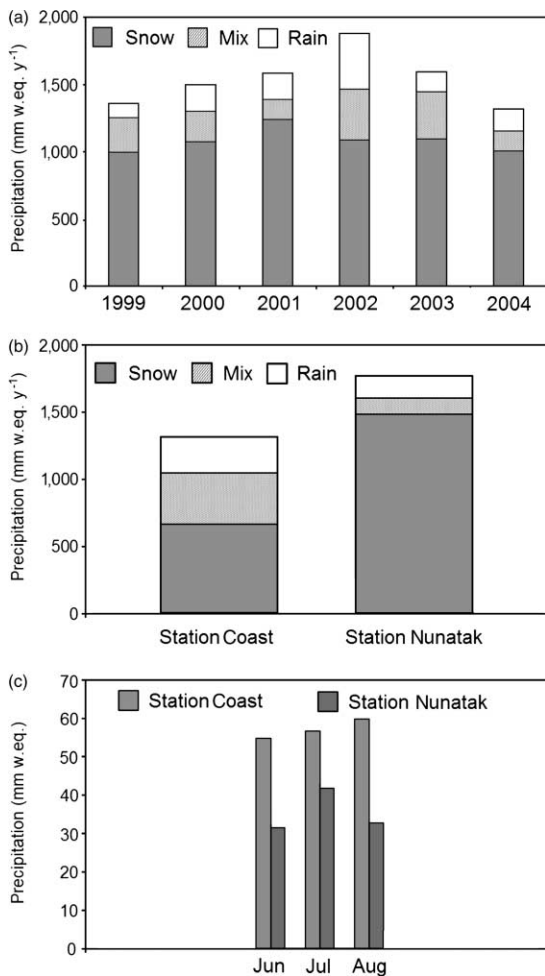 (a)
2,000
Snow Mix Rain
1,500
1,000
500
0
Precipitation (mm w.eq. y-1)
1999 2000 2001 2002 2003 2004
(b)
2,000
Snow Mix Rain
1,500
1,000
500
0
Precipitation (mm w.eq. y-1)
Station Coast Station Nunatak
(c)
70
Station Coast Station Nunatak
60
50
40
30
20
10
0
Precipitation (mm w.eq.)
Jun Jul Aug